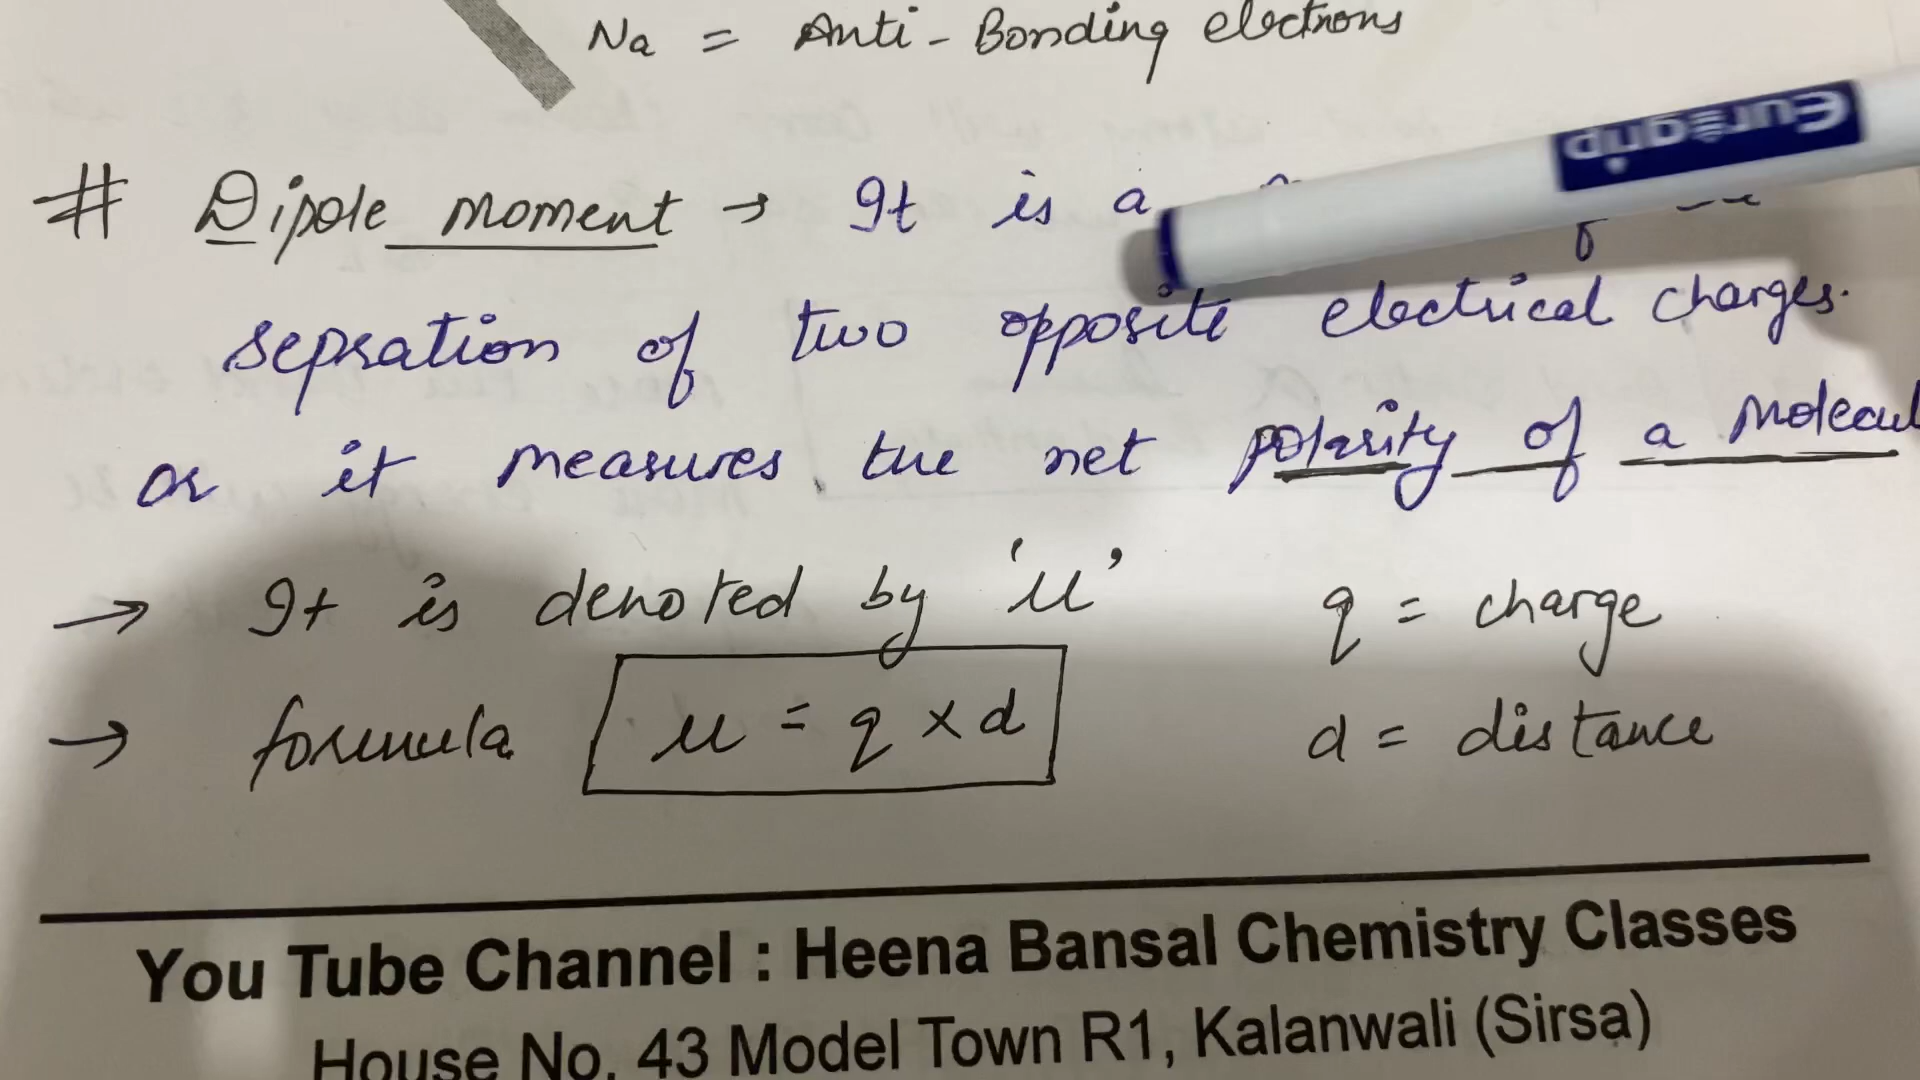 Na = Anti-Bonding electrons
Eurogrip
# Dipole moment → It is a
sepration of two opposite electrical charges.
or it measures the net polarity of a Molecul
→ It is denoted by 'μ' q = charge
→ formula μ = q × d d = distance
You Tube Channel : Heena Bansal Chemistry Classes
House No. 43 Model Town R1, Kalanwali (Sirsa)